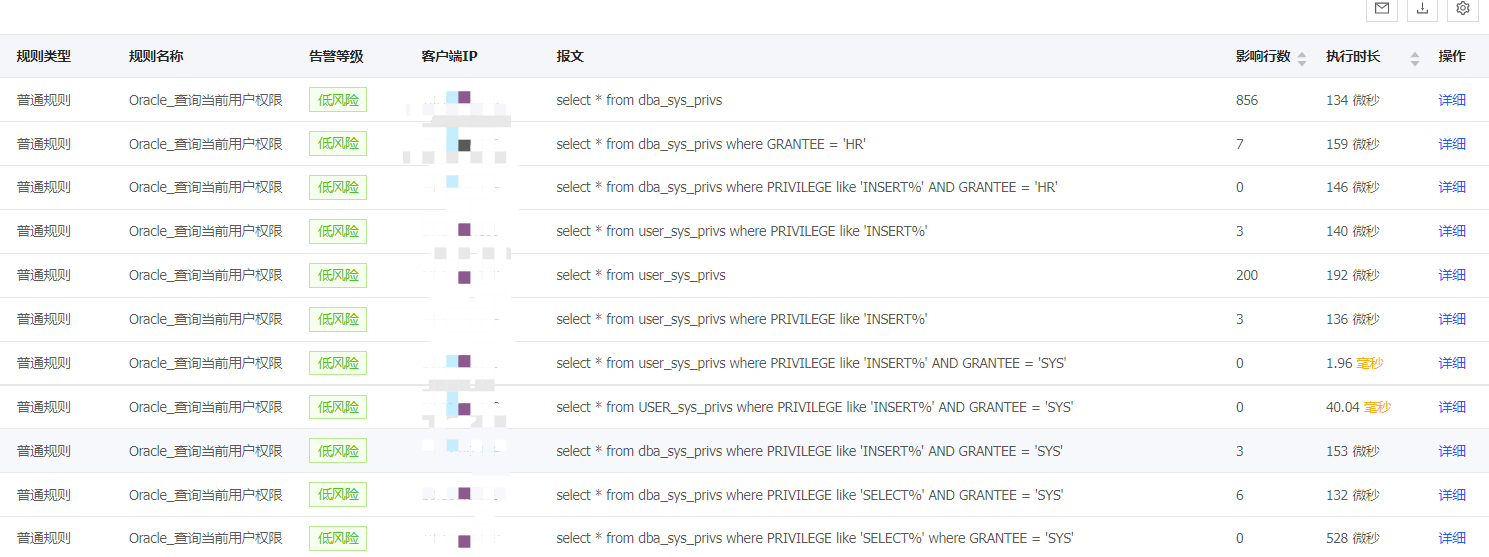 规则类型 规则名称 告警等级 客户端IP 报文 影响行数 执行时长 操作
普通规则 Oracle_查询当前用户权限 低风险 select * from dba_sys_privs 856 134 微秒 详细
普通规则 Oracle_查询当前用户权限 低风险 select * from dba_sys_privs where GRANTEE = 'HR' 7 159 微秒 详细
普通规则 Oracle_查询当前用户权限 低风险 select * from dba_sys_privs where PRIVILEGE like 'INSERT%' AND GRANTEE = 'HR' 0 146 微秒 详细
普通规则 Oracle_查询当前用户权限 低风险 select * from user_sys_privs where PRIVILEGE like 'INSERT%' 3 140 微秒 详细
普通规则 Oracle_查询当前用户权限 低风险 select * from user_sys_privs 200 192 微秒 详细
普通规则 Oracle_查询当前用户权限 低风险 select * from user_sys_privs where PRIVILEGE like 'INSERT%' 3 136 微秒 详细
普通规则 Oracle_查询当前用户权限 低风险 select * from user_sys_privs where PRIVILEGE like 'INSERT%' AND GRANTEE = 'SYS' 0 1.96 毫秒 详细
普通规则 Oracle_查询当前用户权限 低风险 select * from USER_sys_privs where PRIVILEGE like 'INSERT%' AND GRANTEE = 'SYS' 0 40.04 毫秒 详细
普通规则 Oracle_查询当前用户权限 低风险 select * from dba_sys_privs where PRIVILEGE like 'INSERT%' AND GRANTEE = 'SYS' 3 153 微秒 详细
普通规则 Oracle_查询当前用户权限 低风险 select * from dba_sys_privs where PRIVILEGE like 'SELECT%' AND GRANTEE = 'SYS' 6 132 微秒 详细
普通规则 Oracle_查询当前用户权限 低风险 select * from dba_sys_privs where PRIVILEGE like 'SELECT%' where GRANTEE = 'SYS' 0 528 微秒 详细